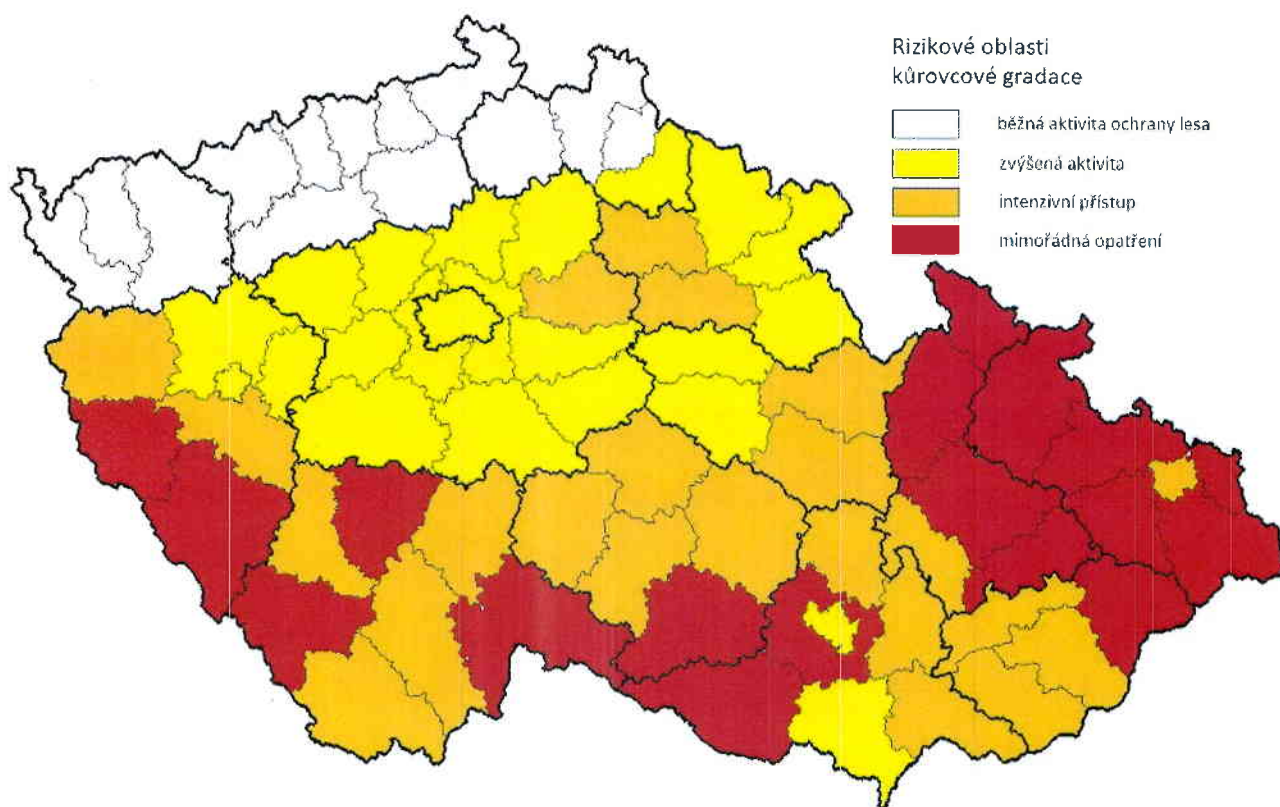 Rizikové oblasti
kůrovcové gradace
běžná aktivita ochrany lesa
zvýšená aktivita
intenzivní přístup
mimořádná opatření